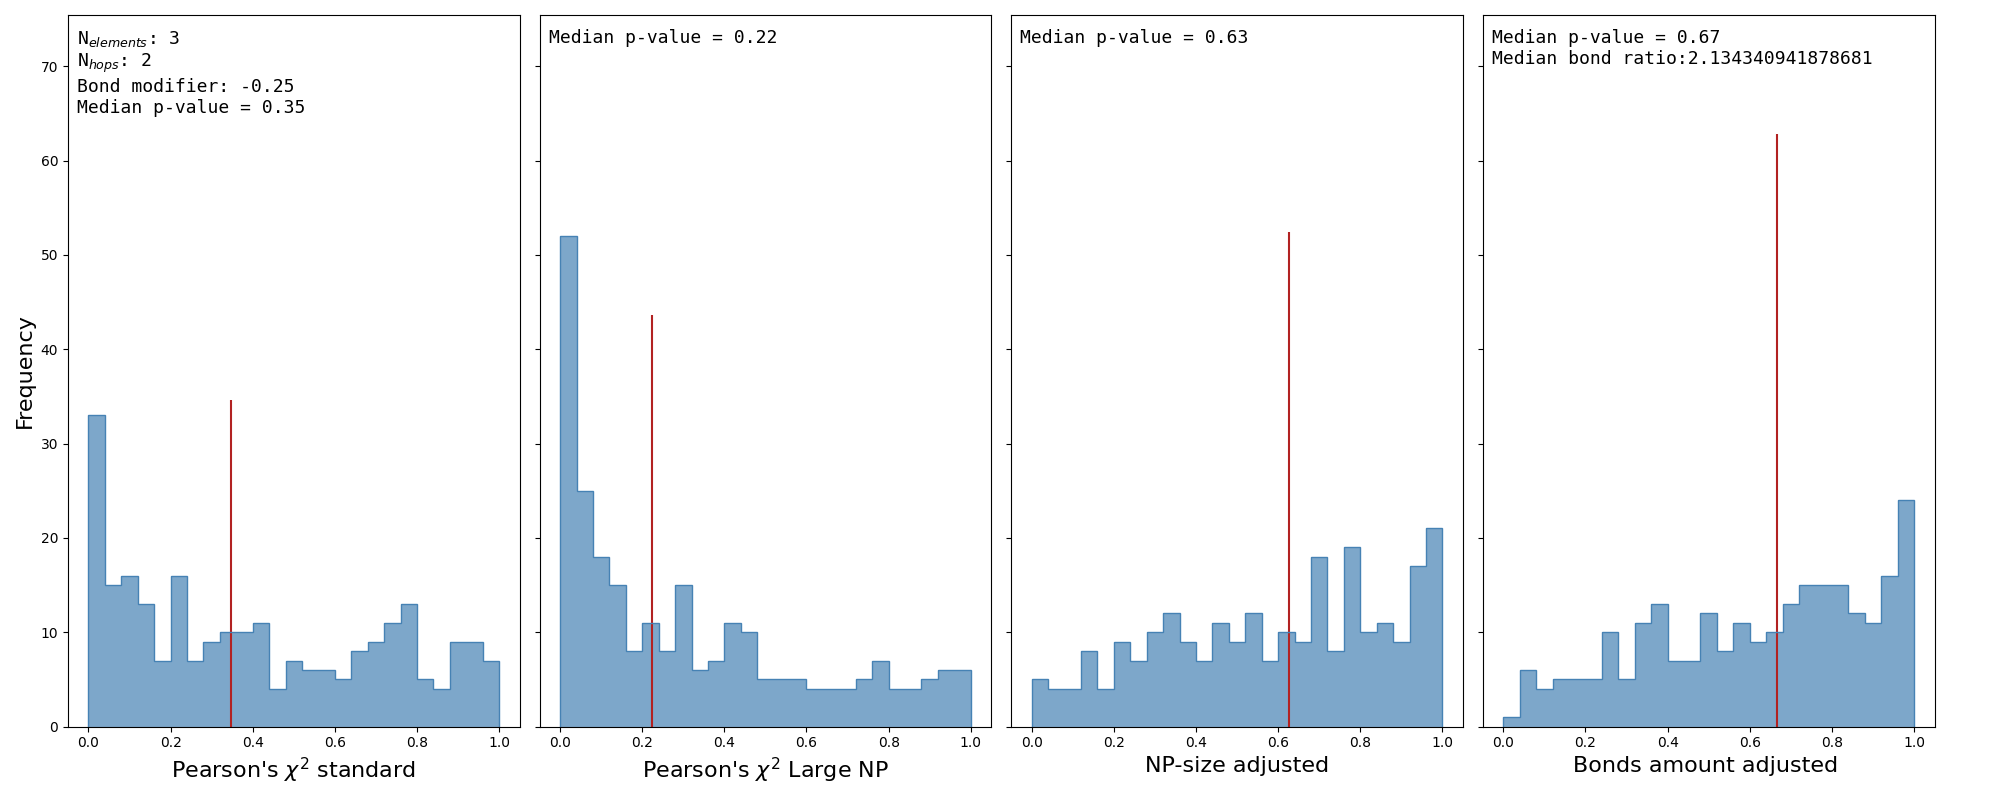 N_elements: 3
N_hops: 2
Bond modifier: -0.25
Median p-value = 0.35
Median p-value = 0.22
Median p-value = 0.63
Median p-value = 0.67
Median bond ratio:2.134340941878681
Frequency
70
60
50
40
30
20
10
0
0.0 0.2 0.4 0.6 0.8 1.0
0.0 0.2 0.4 0.6 0.8 1.0
0.0 0.2 0.4 0.6 0.8 1.0
0.0 0.2 0.4 0.6 0.8 1.0
Pearson's χ² standard
Pearson's χ² Large NP
NP-size adjusted
Bonds amount adjusted